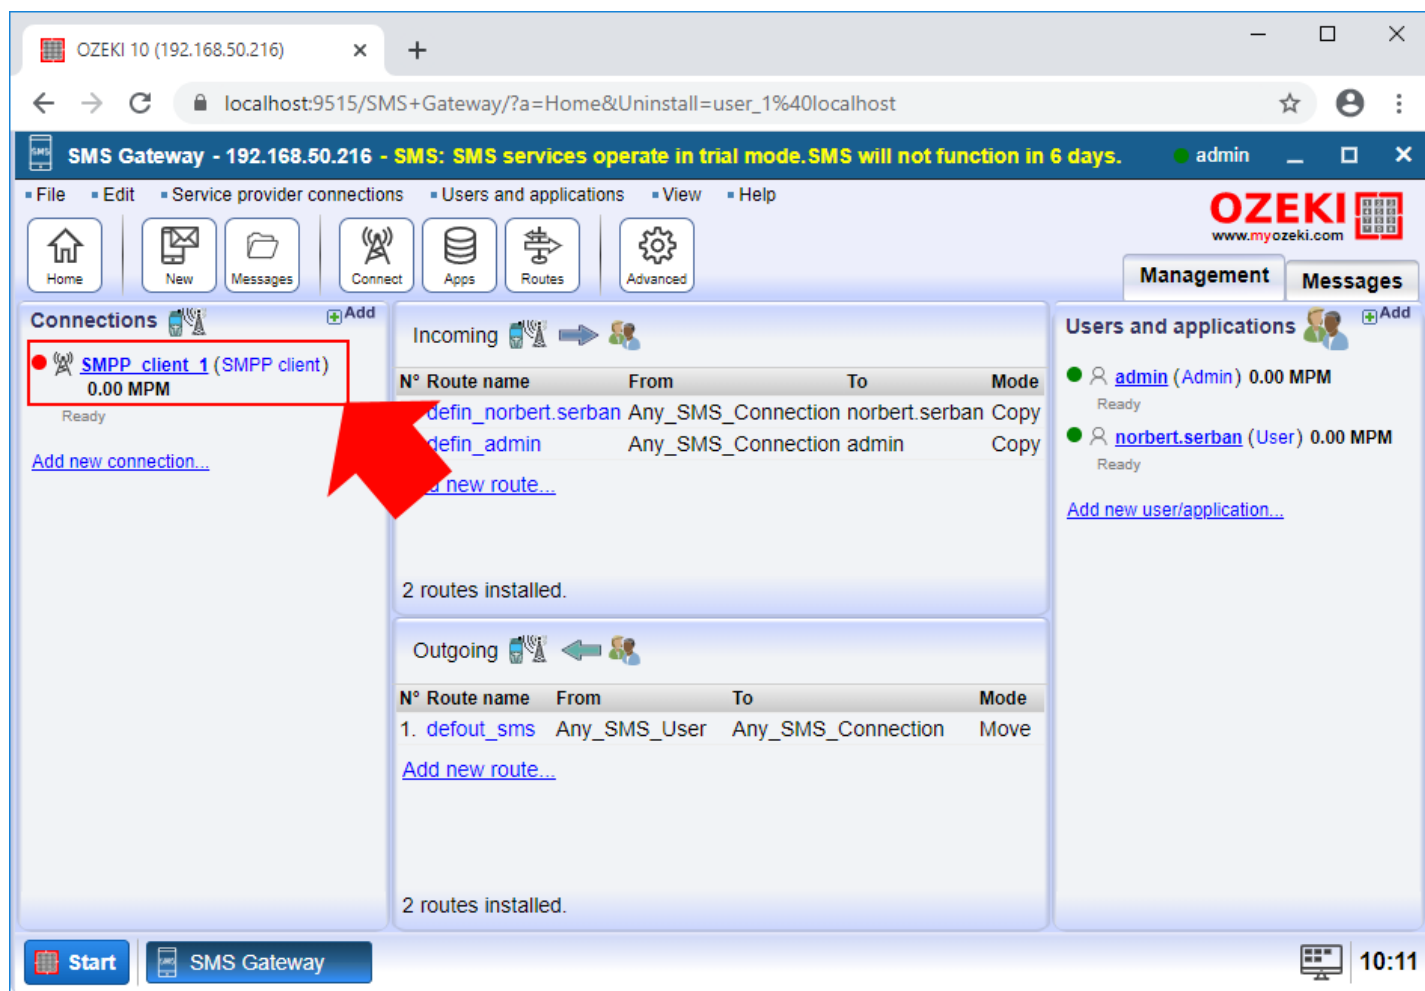 OZEKI 10 (192.168.50.216)
localhost:9515/SMS+Gateway/?a=Home&Uninstall=user_1%40localhost
SMS
SMS Gateway - 192.168.50.216 - SMS: SMS services operate in trial mode.SMS will not function in 6 days.
admin
File Edit Service provider connections Users and applications View Help
OZEKI
www.myozeki.com
Home New Messages Connect Apps Routes Advanced
Management Messages
Connections Add
SMPP_client_1 (SMPP client)
0.00 MPM
Ready
Add new connection...
Incoming
N° Route name From To Mode
defin_norbert.serban Any_SMS_Connection norbert.serban Copy
defin_admin Any_SMS_Connection admin Copy
new route...
2 routes installed.
Outgoing
N° Route name From To Mode
1. defout_sms Any_SMS_User Any_SMS_Connection Move
Add new route...
2 routes installed.
Users and applications Add
admin (Admin) 0.00 MPM
Ready
norbert.serban (User) 0.00 MPM
Ready
Add new user/application...
Start SMS Gateway 10:11